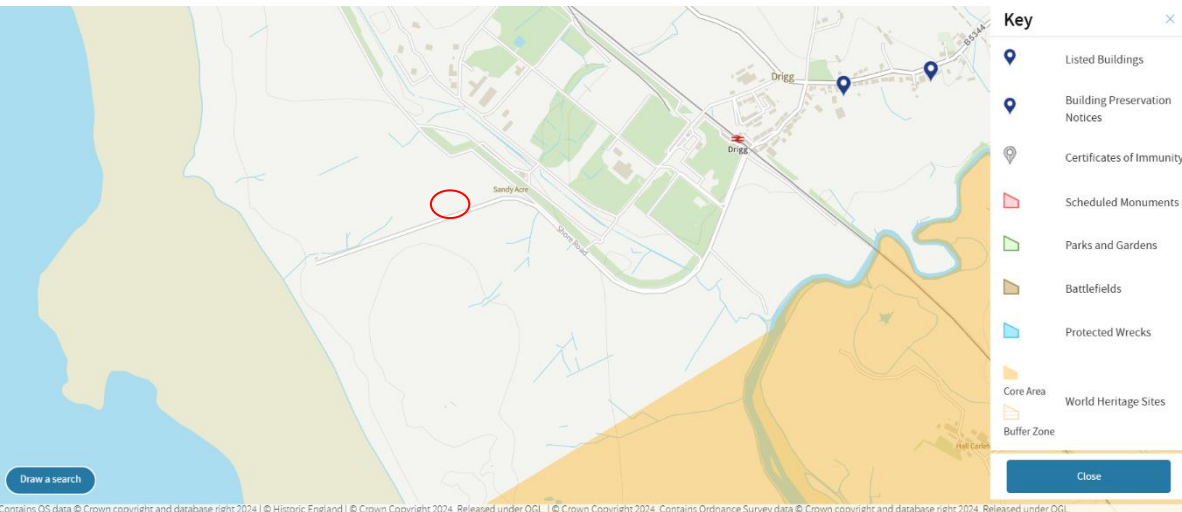 B5344
Drigg
Drigg
Sandy Acre
Shore Road
Hall Carleton
Draw a search
Key
×
Listed Buildings
Building Preservation
Notices
Certificates of Immunity
Scheduled Monuments
Parks and Gardens
Battlefields
Protected Wrecks
Core Area
World Heritage Sites
Buffer Zone
Close
Contains OS data © Crown copyright and database right 2024 | © Historic England | © Crown Copyright 2024. Released under OGL. | © Crown Copyright 2024. Contains Ordnance Survey data © Crown copyright and database right 2024. Released under OGL.